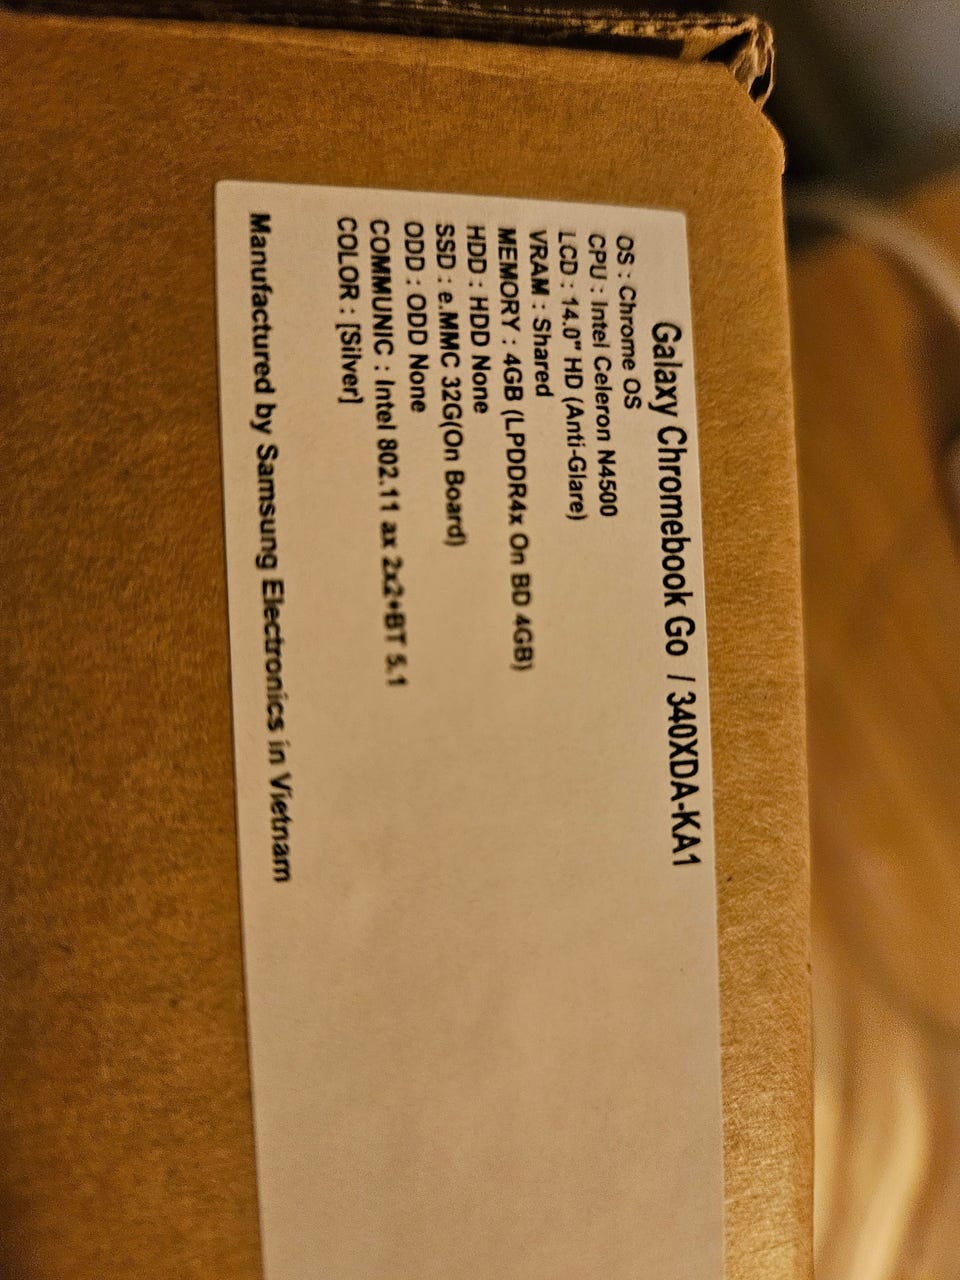 Galaxy Chromebook Go / 340XDA-KA1
OS : Chrome OS
CPU : Intel Celeron N4500
LCD : 14.0" HD (Anti-Glare)
VRAM : Shared
MEMORY : 4GB (LPDDR4x On BD 4GB)
HDD : HDD None
SSD : e.MMC 32G(On Board)
ODD : ODD None
COMMUNIC : Intel 802.11 ax 2x2+BT 5.1
COLOR : [Silver]
Manufactured by Samsung Electronics in Vietnam